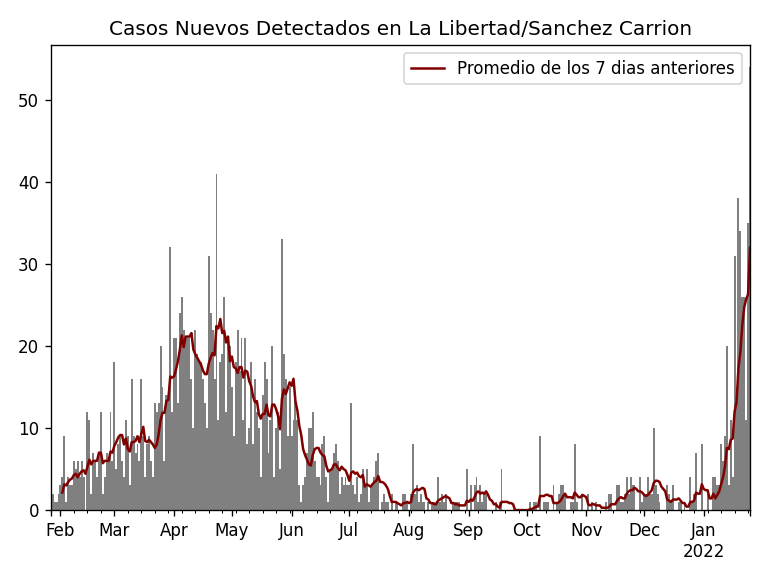 Casos Nuevos Detectados en La Libertad/Sanchez Carrion
Promedio de los 7 dias anteriores
50
40
30
20
10
0
Feb Mar Apr May Jun Jul Aug Sep Oct Nov Dec Jan
2022